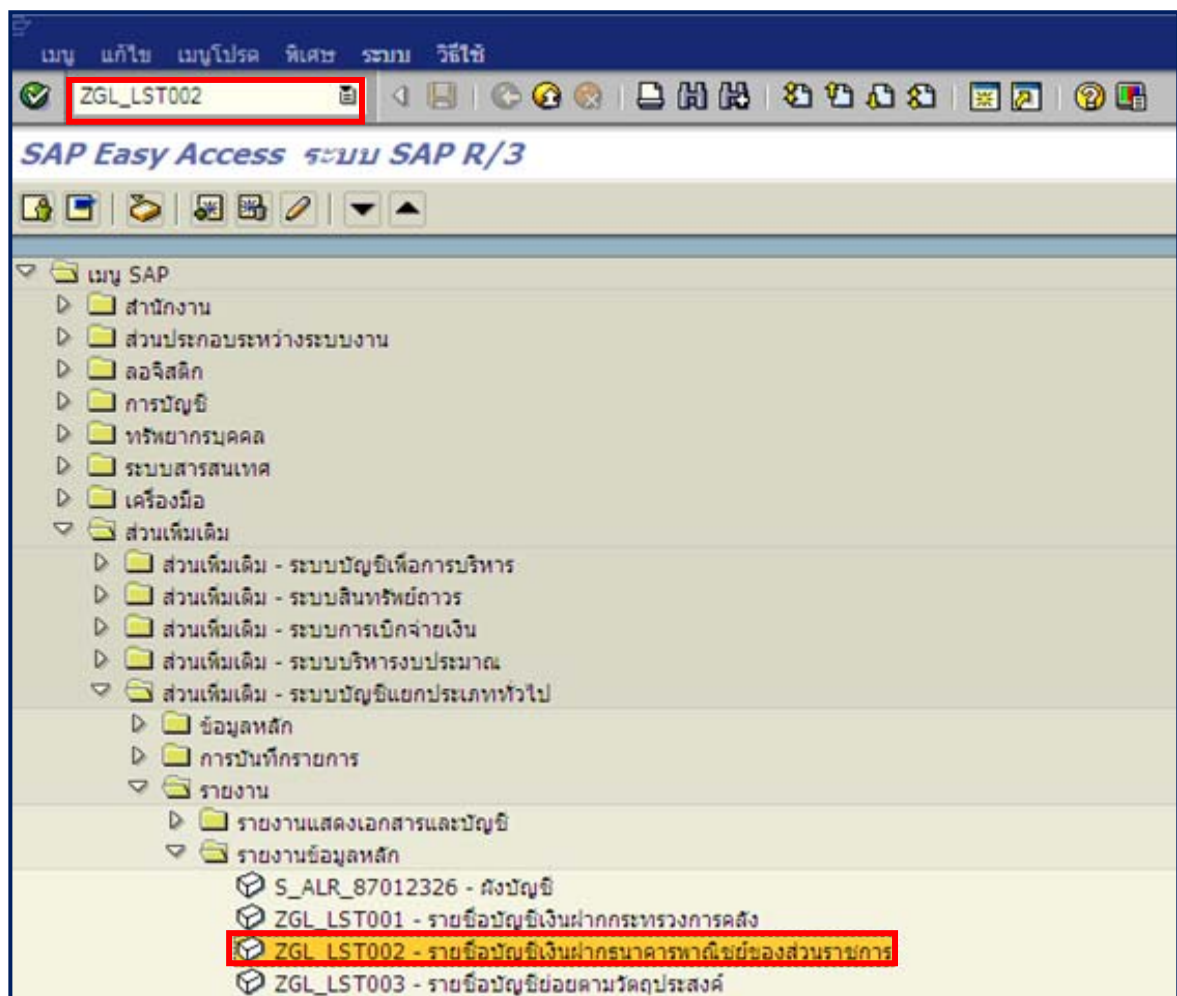 เมนู แก้ไข เมนูโปรด พิเศษ ระบบ วิธีใช้
ZGL_LST002
SAP Easy Access ระบบ SAP R/3
เมนู SAP
สำนักงาน
ส่วนประกอบระหว่างระบบงาน
ลอจิสติก
การบัญชี
ทรัพยากรบุคคล
ระบบสารสนเทศ
เครื่องมือ
ส่วนเพิ่มเติม
ส่วนเพิ่มเติม - ระบบบัญชีเพื่อการบริหาร
ส่วนเพิ่มเติม - ระบบสินทรัพย์ถาวร
ส่วนเพิ่มเติม - ระบบการเบิกจ่ายเงิน
ส่วนเพิ่มเติม - ระบบบริหารงบประมาณ
ส่วนเพิ่มเติม - ระบบบัญชีแยกประเภททั่วไป
ข้อมูลหลัก
การบันทึกรายการ
รายงาน
รายงานแสดงเอกสารและบัญชี
รายงานข้อมูลหลัก
S_ALR_87012326 - ผังบัญชี
ZGL_LST001 - รายชื่อบัญชีเงินฝากกระทรวงการคลัง
ZGL_LST002 - รายชื่อบัญชีเงินฝากธนาคารพาณิชย์ของส่วนราชการ
ZGL_LST003 - รายชื่อบัญชีย่อยตามวัตถุประสงค์